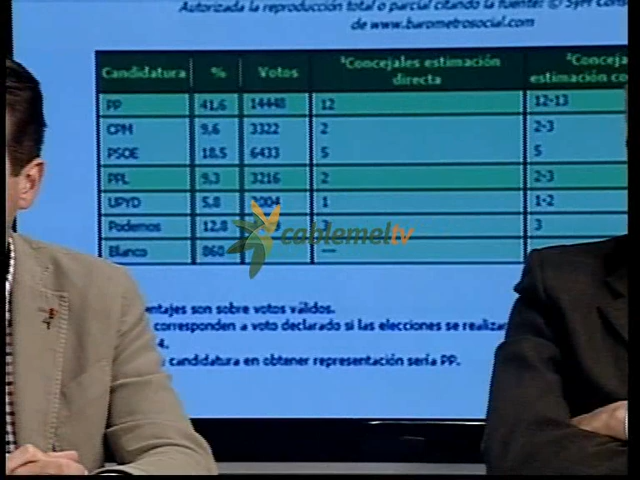 Autorizada la reproducción total o parcial citando la fuente: © SyM Cons
de www.barometrosocial.com
Candidatura % Votos ¹Concejales estimación directa ²Conceja estimación co
PP 41,6 14448 12 12-13
CPM 9,6 3322 2 2-3
PSOE 18,5 6433 5 5
PPL 9,3 3216 2 2-3
UPYD 5,8 2004 1 1-2
Podemos 12,8 3 3
Blanco 860 ---
cablemeltv
entajes son sobre votos válidos.
corresponden a voto declarado si las elecciones se realiza
4.
candidatura en obtener representación sería PP.